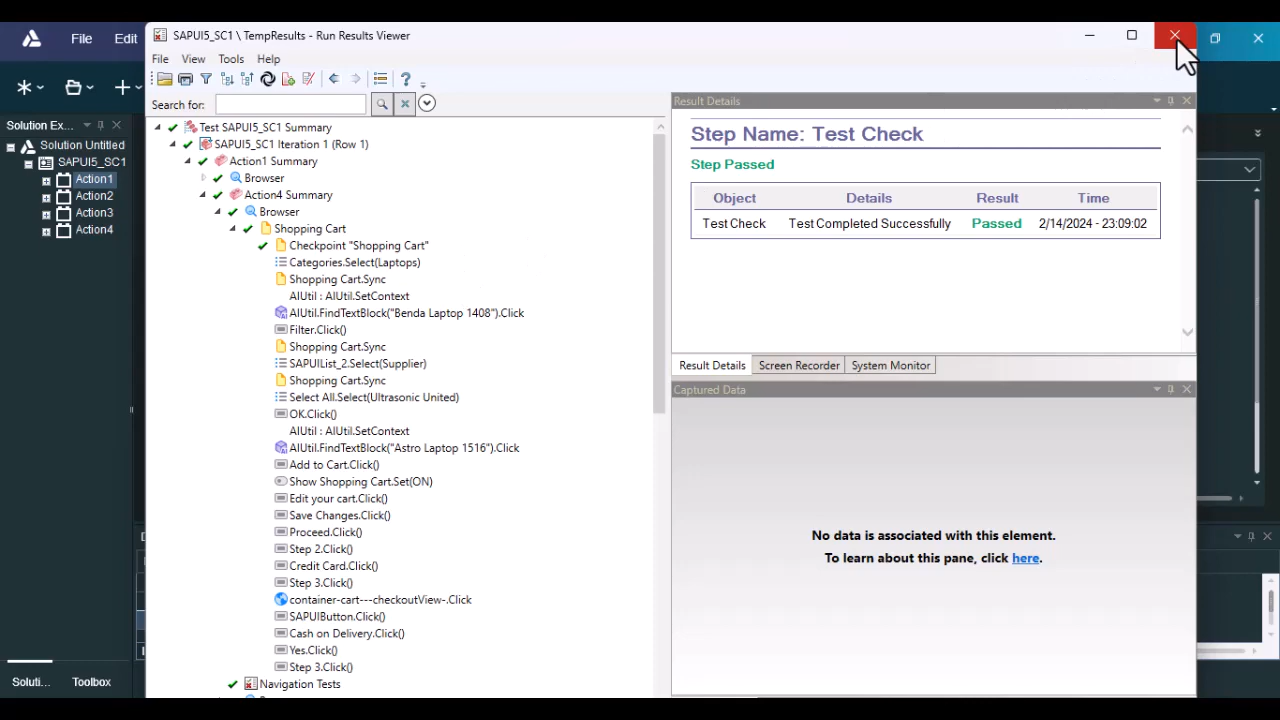 File Edit
SAPUI5_SC1 \ TempResults - Run Results Viewer
File View Tools Help
Search for:
Solution Ex...
Solution Untitled
SAPUI5_SC1
Action1
Action2
Action3
Action4
Test SAPUI5_SC1 Summary
SAPUI5_SC1 Iteration 1 (Row 1)
Action1 Summary
Browser
Action4 Summary
Browser
Shopping Cart
Checkpoint "Shopping Cart"
Categories.Select(Laptops)
Shopping Cart.Sync
AIUtil : AIUtil.SetContext
AIUtil.FindTextBlock("Benda Laptop 1408").Click
Filter.Click()
Shopping Cart.Sync
SAPUIList_2.Select(Supplier)
Shopping Cart.Sync
Select All.Select(Ultrasonic United)
OK.Click()
AIUtil : AIUtil.SetContext
AIUtil.FindTextBlock("Astro Laptop 1516").Click
Add to Cart.Click()
Show Shopping Cart.Set(ON)
Edit your cart.Click()
Save Changes.Click()
Proceed.Click()
Step 2.Click()
Credit Card.Click()
Step 3.Click()
container-cart---checkoutView-.Click
SAPUIButton.Click()
Cash on Delivery.Click()
Yes.Click()
Step 3.Click()
Navigation Tests
Result Details
Step Name: Test Check
Step Passed
Object Details Result Time
Test Check Test Completed Successfully Passed 2/14/2024 - 23:09:02
Result Details Screen Recorder System Monitor
Captured Data
No data is associated with this element.
To learn about this pane, click here.
Soluti... Toolbox